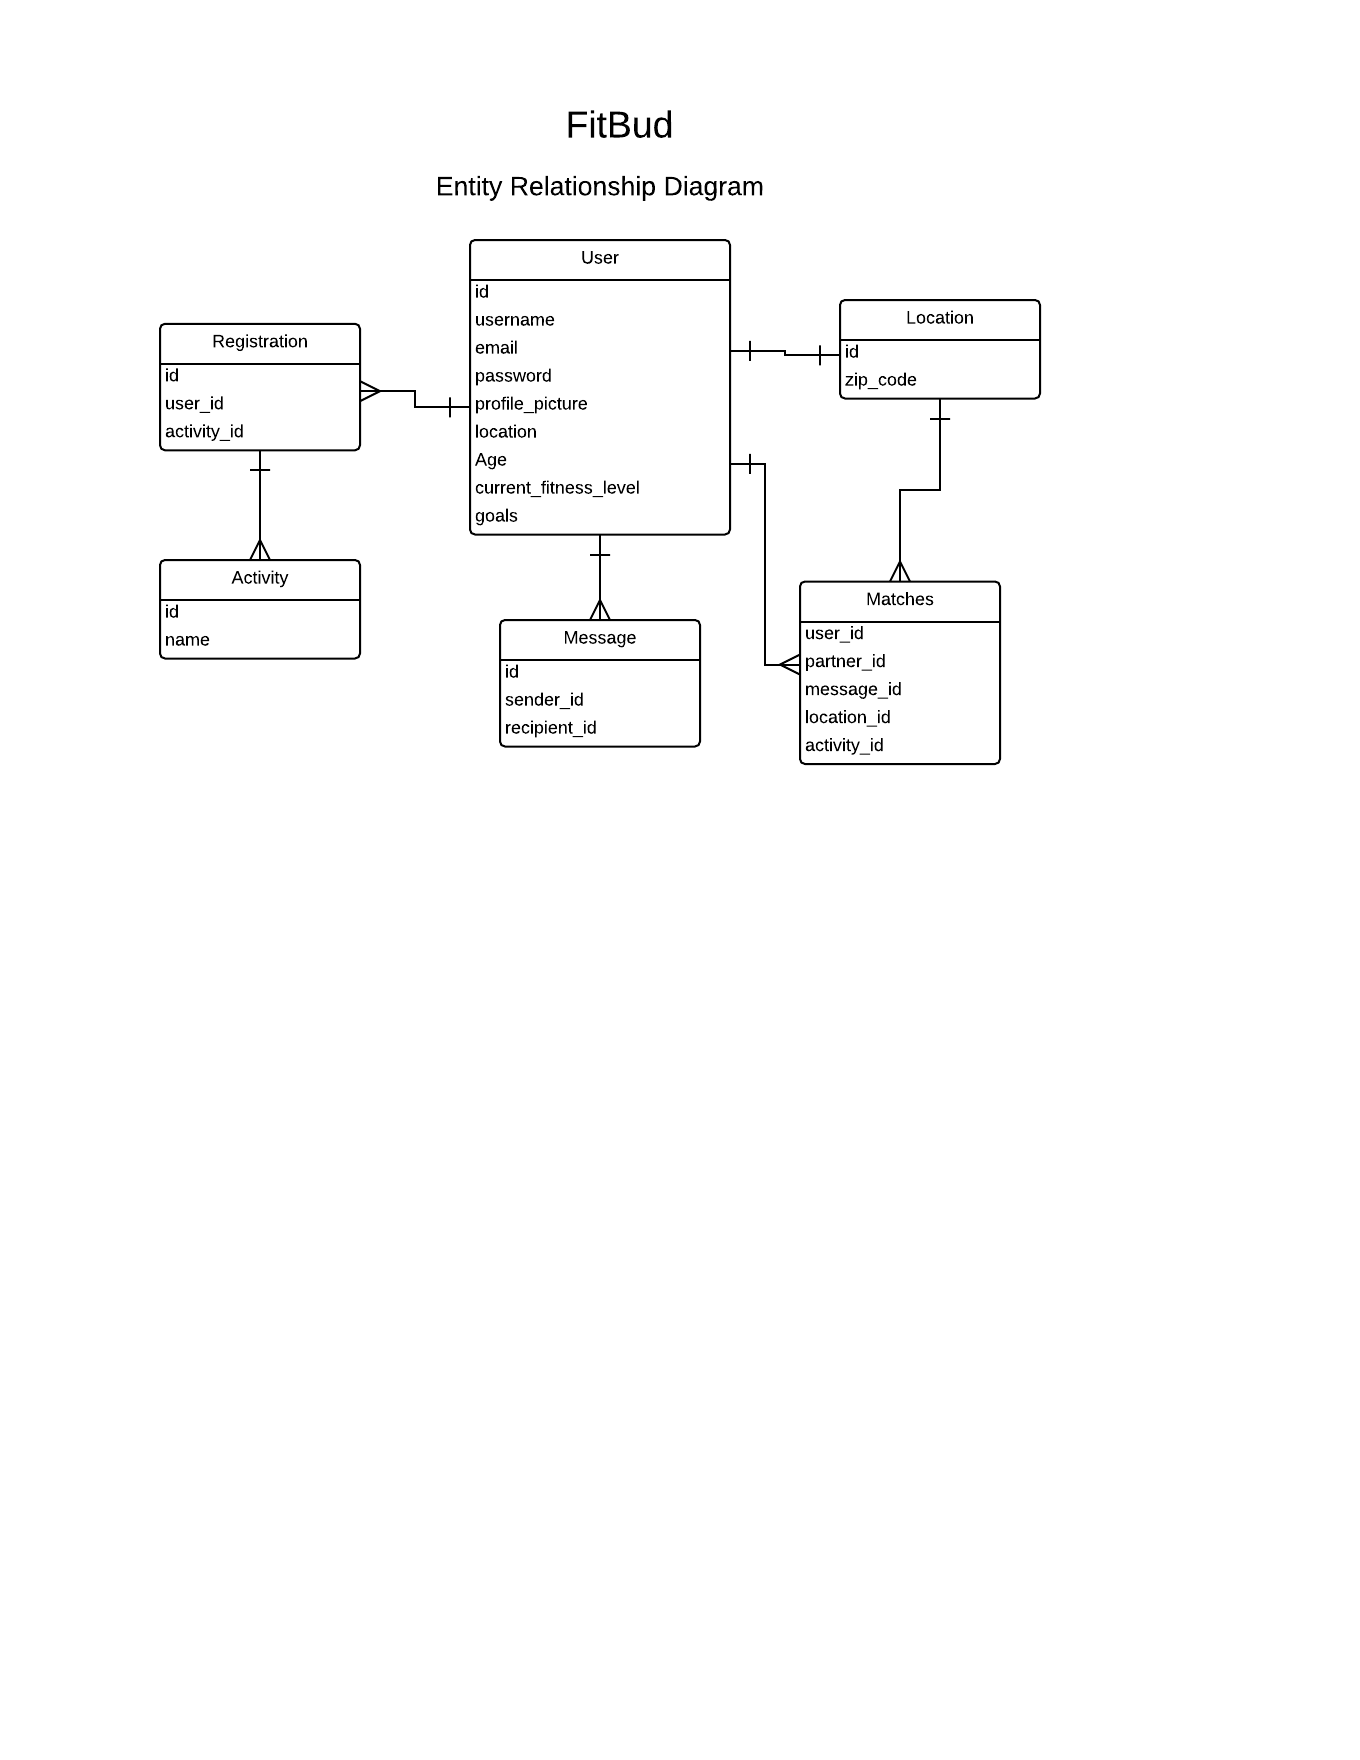 FitBud
Entity Relationship Diagram
User
id
username
email
password
profile_picture
location
Age
current_fitness_level
goals
Location
id
zip_code
Registration
id
user_id
activity_id
Activity
id
name
Message
id
sender_id
recipient_id
Matches
user_id
partner_id
message_id
location_id
activity_id